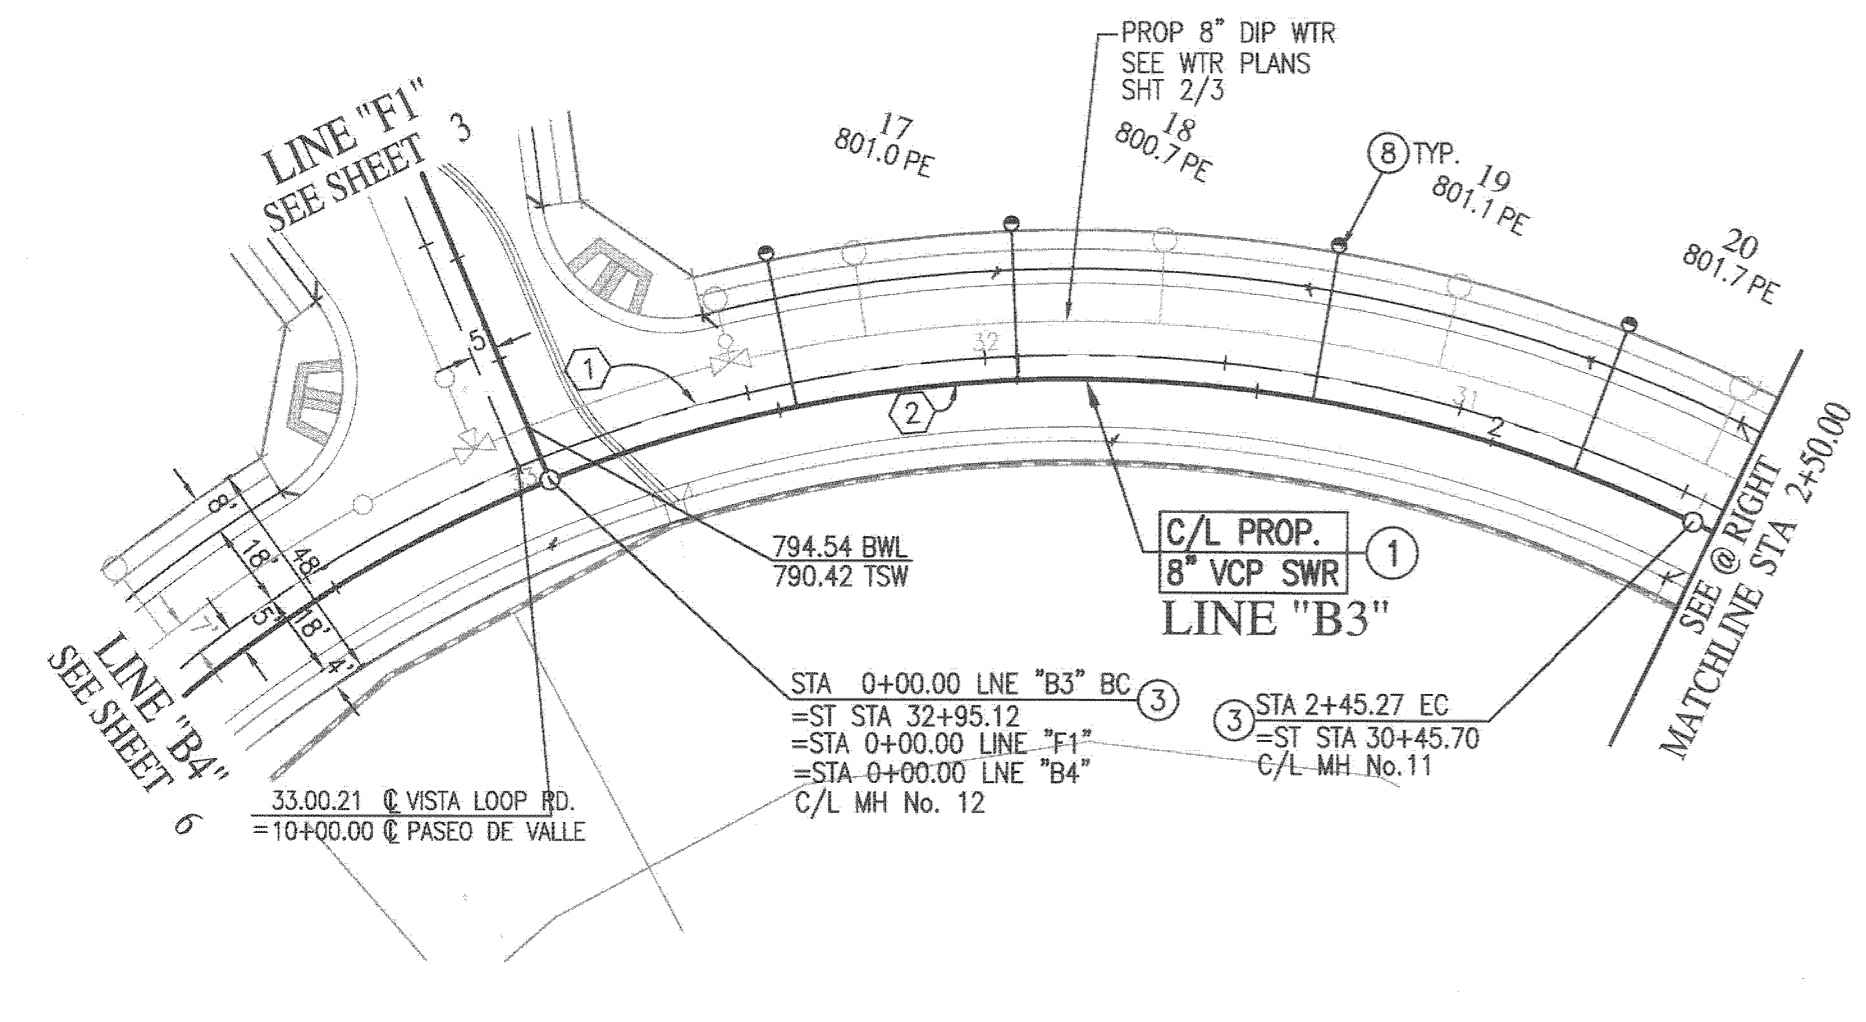 PROP 8" DIP WTR
SEE WTR PLANS
SHT 2/3
LINE "F1"
SEE SHEET 3
17
801.0 PE
18
800.7 PE
8 TYP.
19
801.1 PE
20
801.7 PE
5'
1
32
2
31
2
33
8'
18'
48'
5'
18'
7'
4'
794.54 BWL
790.42 TSW
C/L PROP.
8" VCP SWR
1
LINE "B3"
SEE @ RIGHT
MATCHLINE STA 2+50.00
LINE "B4"
SEE SHEET 6
STA 0+00.00 LNE "B3" BC
3
=ST STA 32+95.12
=STA 0+00.00 LINE "F1"
=STA 0+00.00 LNE "B4"
C/L MH No. 12
3
STA 2+45.27 EC
=ST STA 30+45.70
C/L MH No.11
33.00.21 ℄ VISTA LOOP RD.
=10+00.00 ℄ PASEO DE VALLE